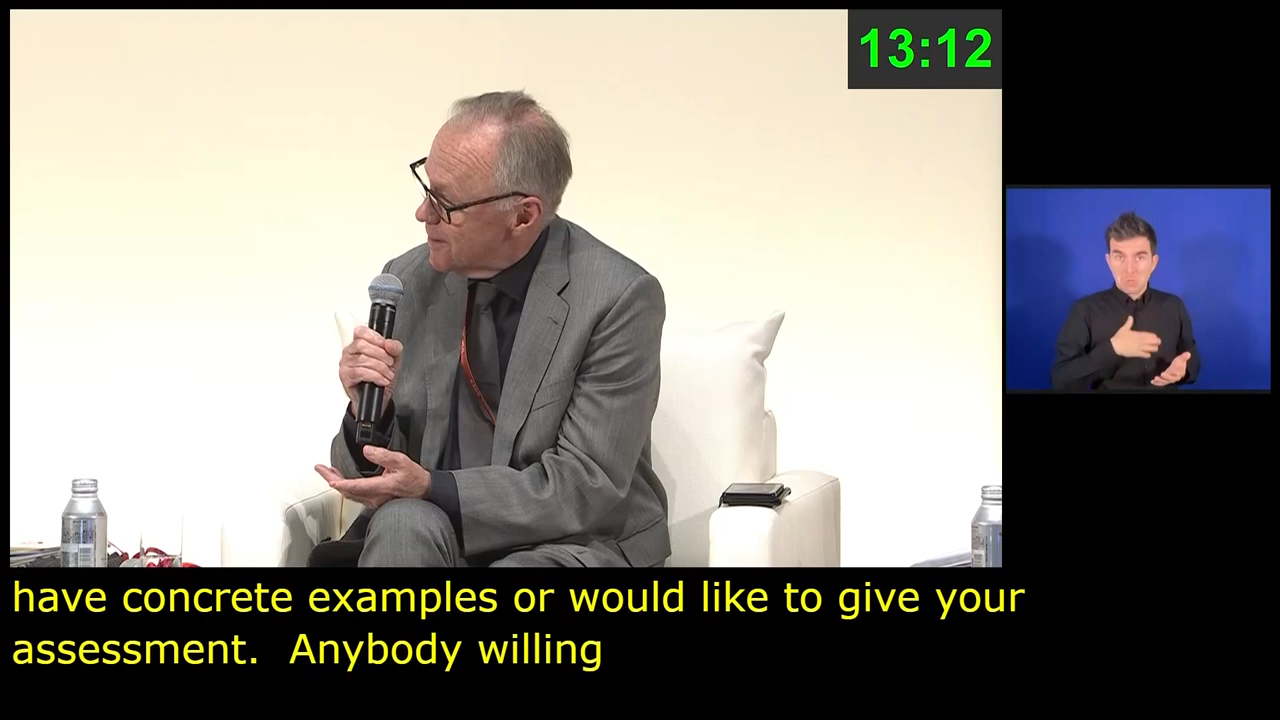 13:12
have concrete examples or would like to give your
assessment.  Anybody willing